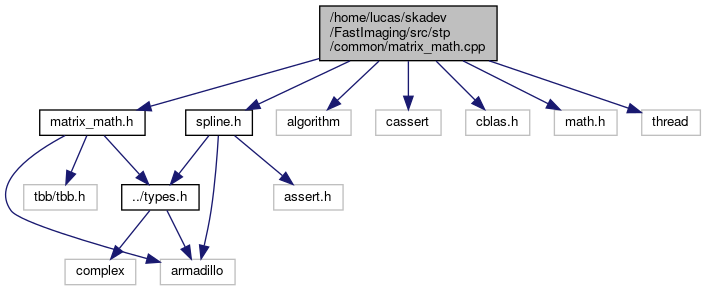 /home/lucas/skadev
/FastImaging/src/stp
/common/matrix_math.cpp
matrix_math.h
spline.h
algorithm
cassert
cblas.h
math.h
thread
tbb/tbb.h
../types.h
assert.h
complex
armadillo